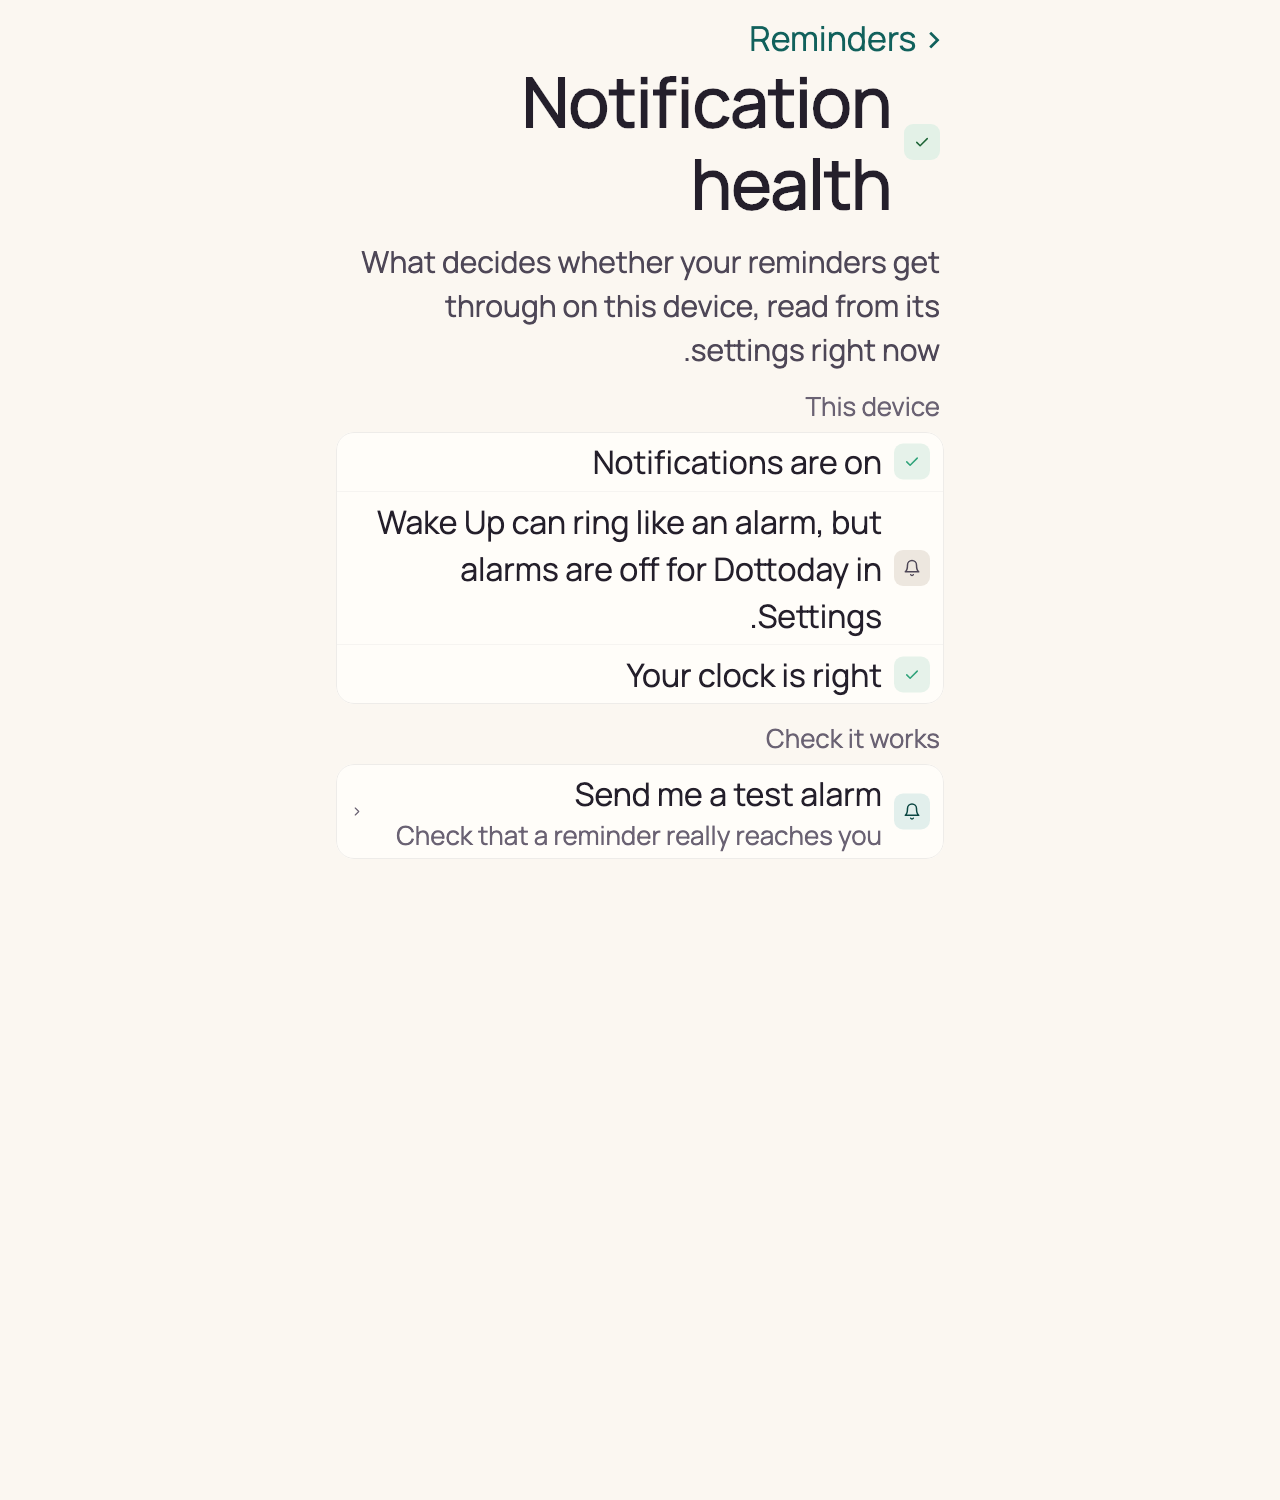 Reminders
Notification
health
What decides whether your reminders get
through on this device, read from its
.settings right now
This device
Notifications are on
Wake Up can ring like an alarm, but
alarms are off for Dottoday in
.Settings
Your clock is right
Check it works
Send me a test alarm
Check that a reminder really reaches you